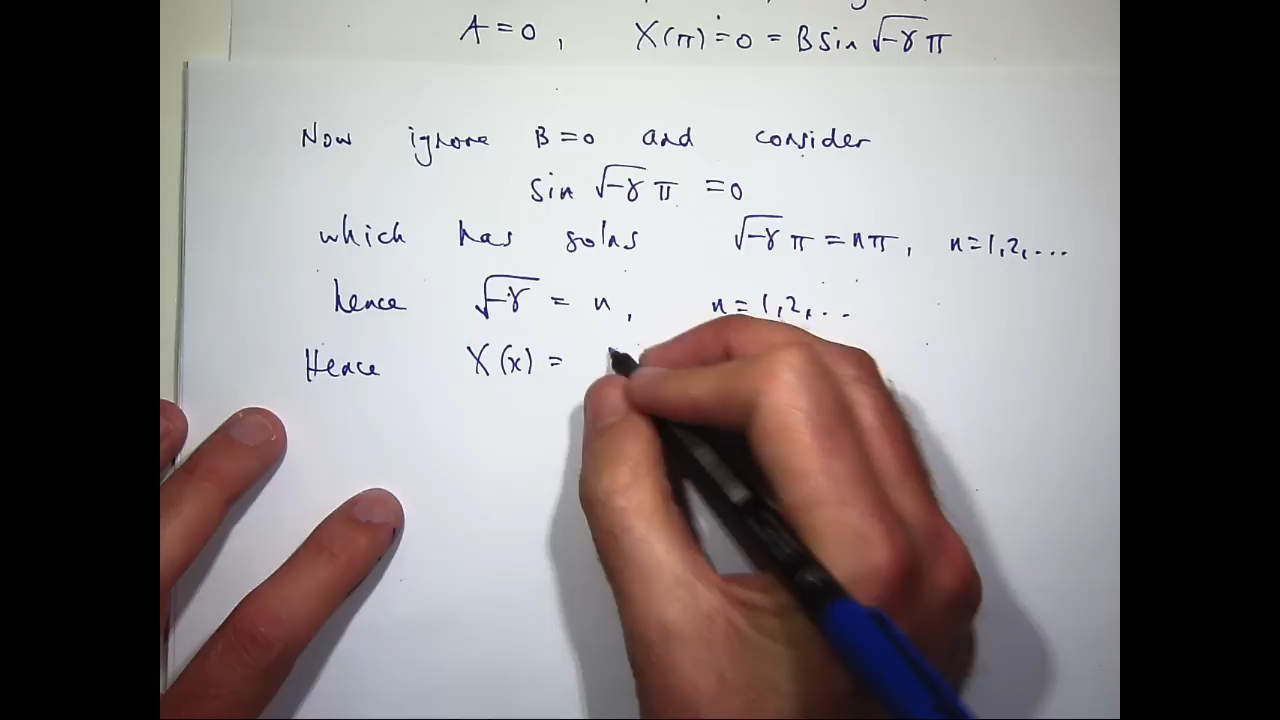 A = 0 , X(π) = 0 = B sin √-γ π
Now ignore B = 0 and consider
sin √-γ π = 0
which has solns √-γ π = nπ, n = 1, 2, ...
hence √-γ = n, n = 1, 2, ...
Hence X(x) =